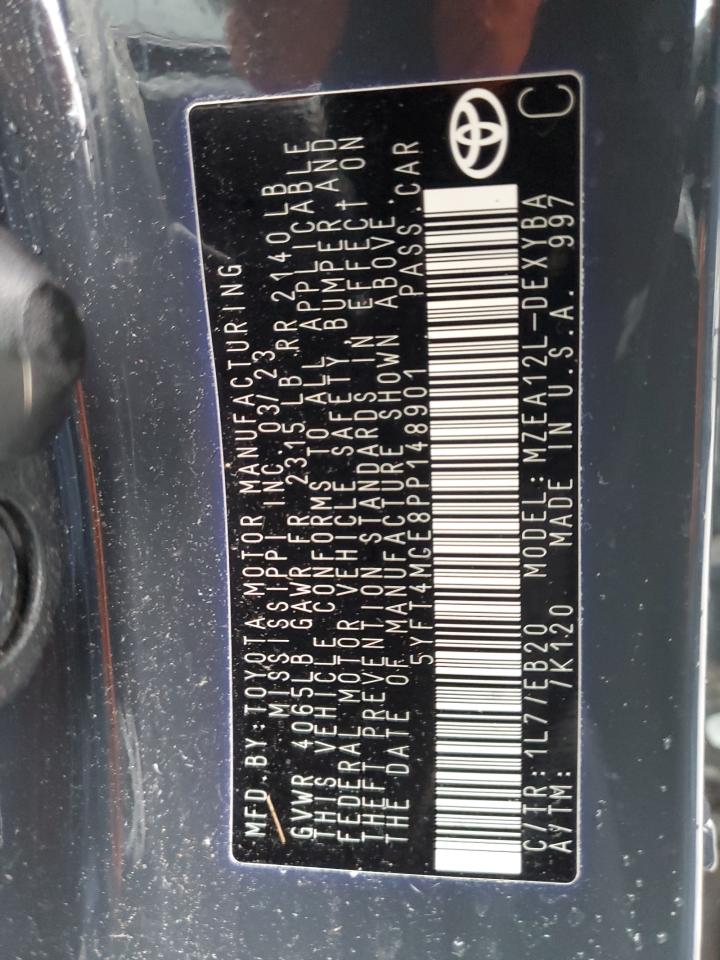 MFD.BY:TOYOTA MOTOR MANUFACTURING
MISSISSIPPI INC. 03/23
GVWR 4065LB GAWR FR 2315LB RR 2140LB
THIS VEHICLE CONFORMS TO ALL APPLICABLE
FEDERAL MOTOR VEHICLE SAFETY, BUMPER, AND
THEFT PREVENTION STANDARDS IN EFFECT ON
THE DATE OF MANUFACTURE SHOWN ABOVE.
5YFT4MCE8PP148901 PASS.CAR
C/TR:1L77/EB20 MODEL:MZEA12L-DEXYBA
A/TM: /K120 MADE IN U.S.A. 997
C